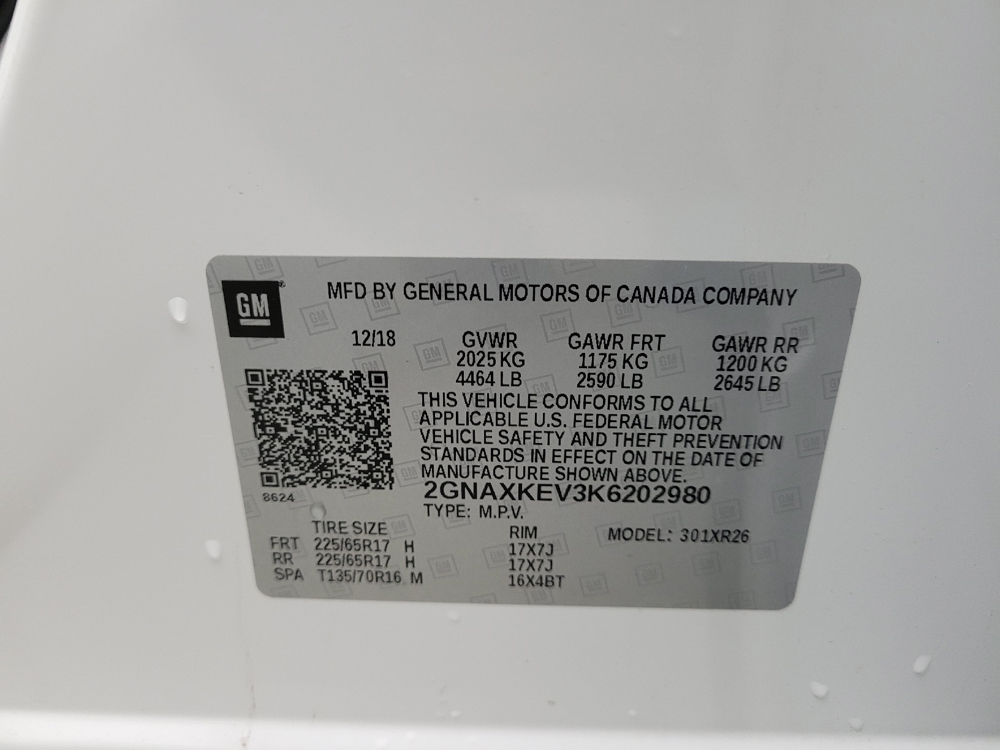 GM
MFD BY GENERAL MOTORS OF CANADA COMPANY
12/18 GVWR GAWR FRT GAWR RR
2025 KG 1175 KG 1200 KG
4464 LB 2590 LB 2645 LB
THIS VEHICLE CONFORMS TO ALL
APPLICABLE U.S. FEDERAL MOTOR
VEHICLE SAFETY AND THEFT PREVENTION
STANDARDS IN EFFECT ON THE DATE OF
MANUFACTURE SHOWN ABOVE.
8624
2GNAXKEV3K6202980
TYPE: M.P.V.
TIRE SIZE RIM MODEL: 301XR26
FRT 225/65R17 H 17X7J
RR 225/65R17 H 17X7J
SPA T135/70R16 M 16X4BT